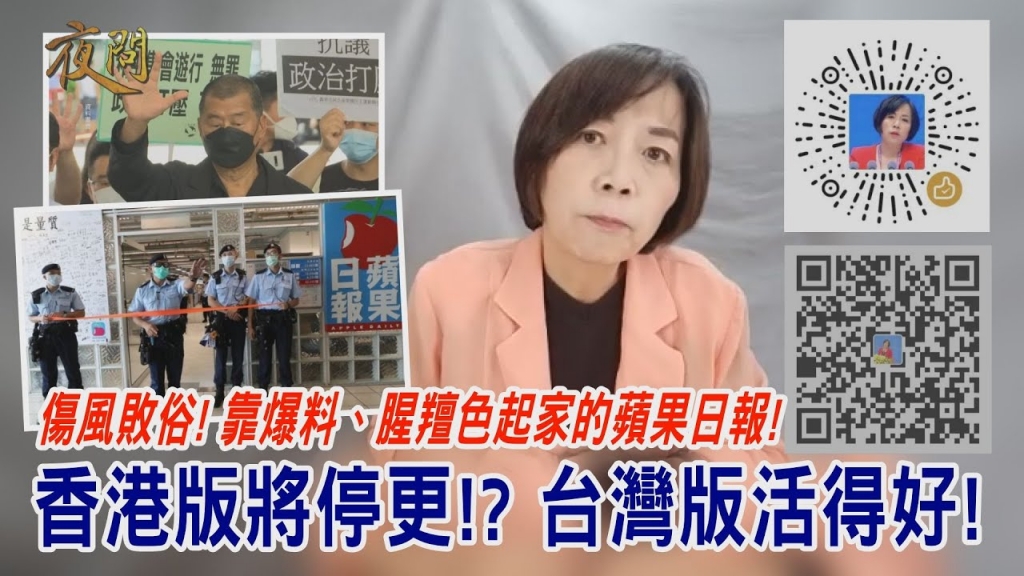 夜問
會遊行 無罪
抗議
政治打
是量質
蘋果日報
APPLE DAILY
傷風敗俗! 靠爆料、腥羶色起家的蘋果日報!
香港版將停更!? 台灣版活得好!